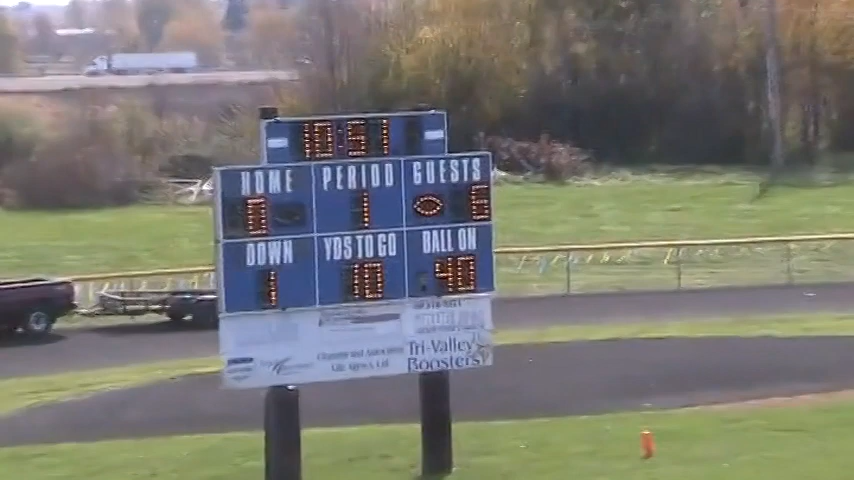 10:51
HOME PERIOD GUESTS
0 1 6
DOWN YDS TO GO BALL ON
1 10 40
Tri-Valley
Boosters